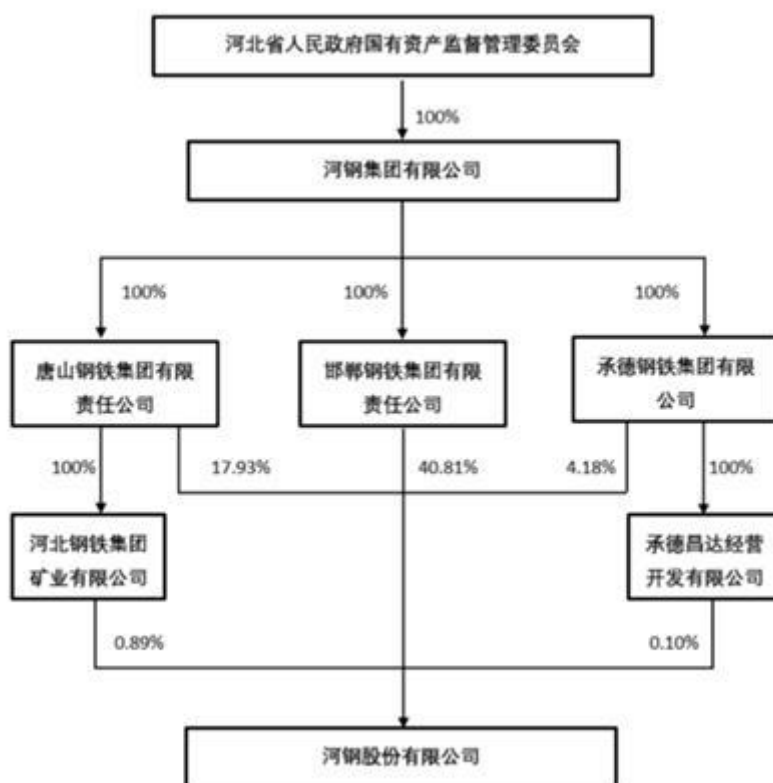 河北省人民政府国有资产监督管理委员会
100%
河钢集团有限公司
100%
100%
100%
唐山钢铁集团有限
责任公司
邯郸钢铁集团有限
责任公司
承德钢铁集团有限
公司
100%
17.93%
40.81%
4.18%
100%
河北钢铁集团
矿业有限公司
承德昌达经营
开发有限公司
0.89%
0.10%
河钢股份有限公司